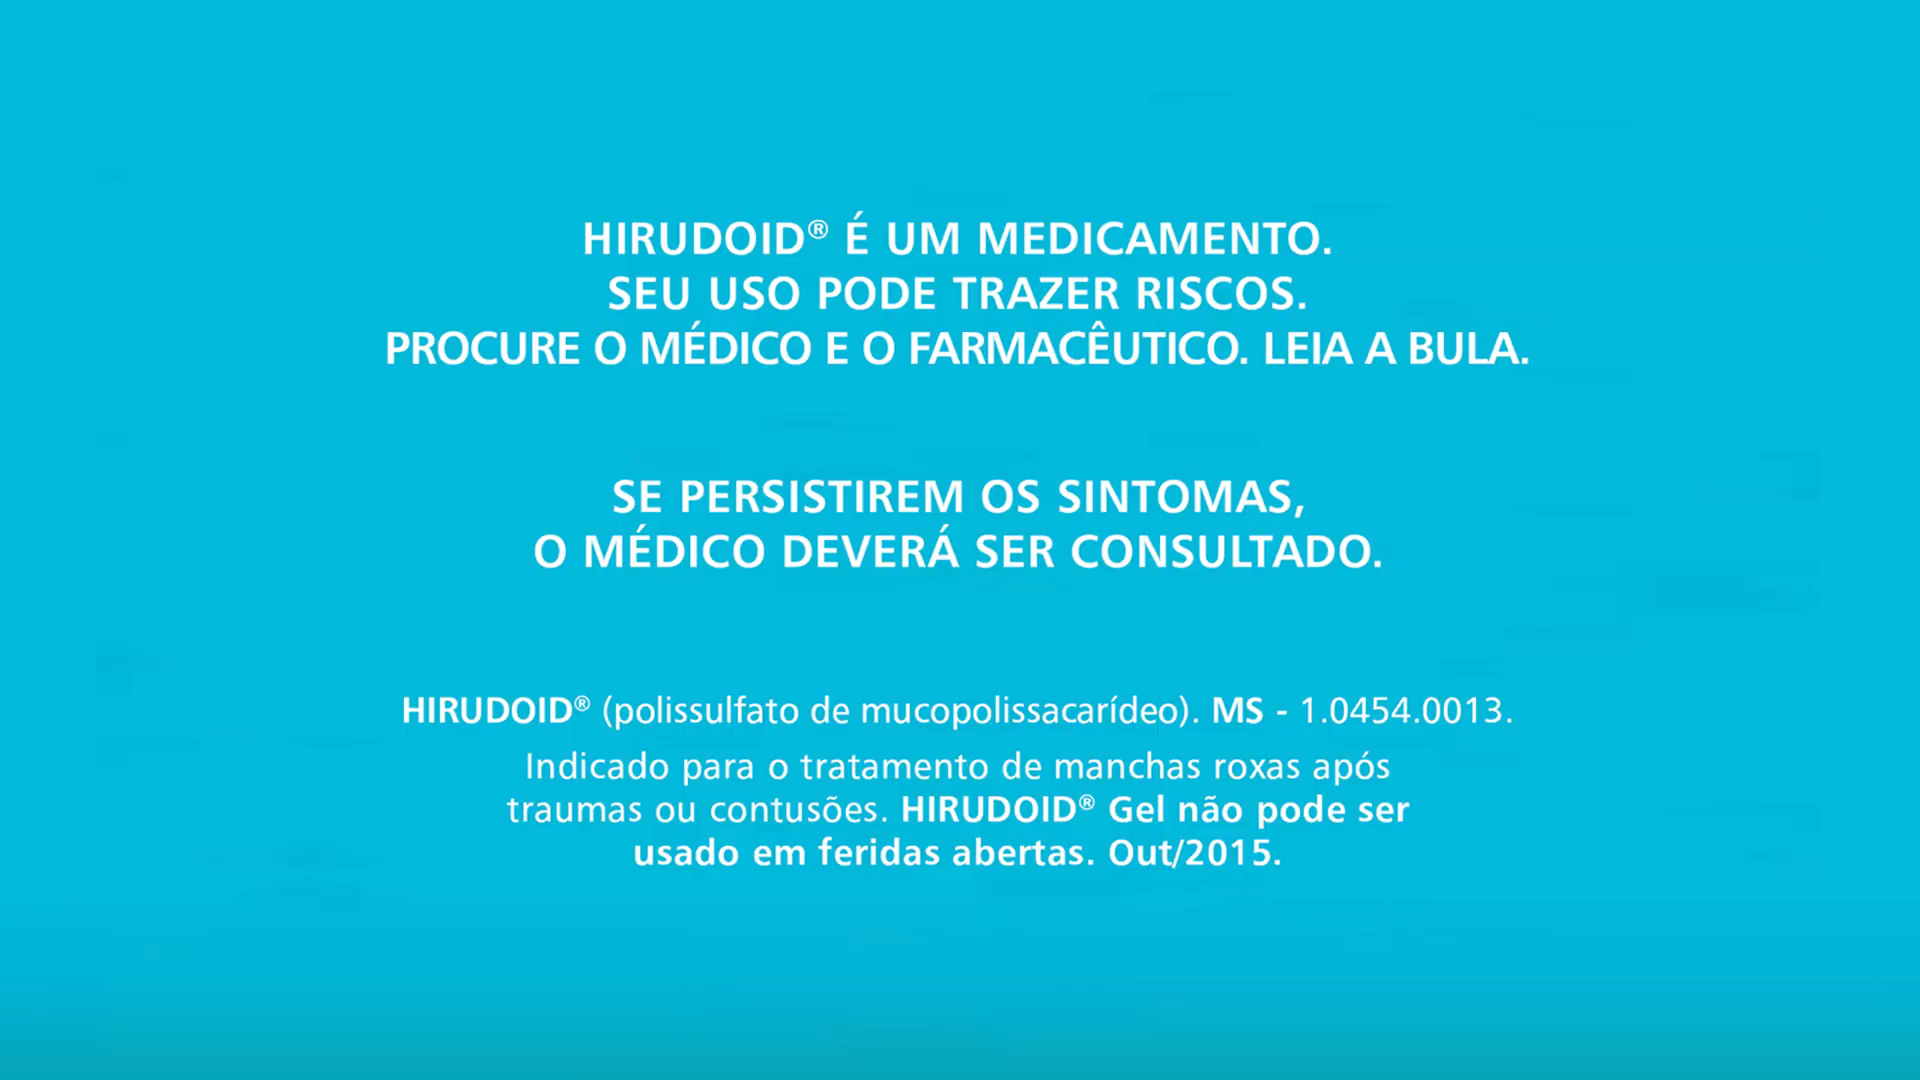 HIRUDOID® É UM MEDICAMENTO.
SEU USO PODE TRAZER RISCOS.
PROCURE O MÉDICO E O FARMACÊUTICO. LEIA A BULA.
SE PERSISTIREM OS SINTOMAS,
O MÉDICO DEVERÁ SER CONSULTADO.
HIRUDOID® (polissulfato de mucopolissacarídeo). MS - 1.0454.0013.
Indicado para o tratamento de manchas roxas após
traumas ou contusões. HIRUDOID® Gel não pode ser
usado em feridas abertas. Out/2015.